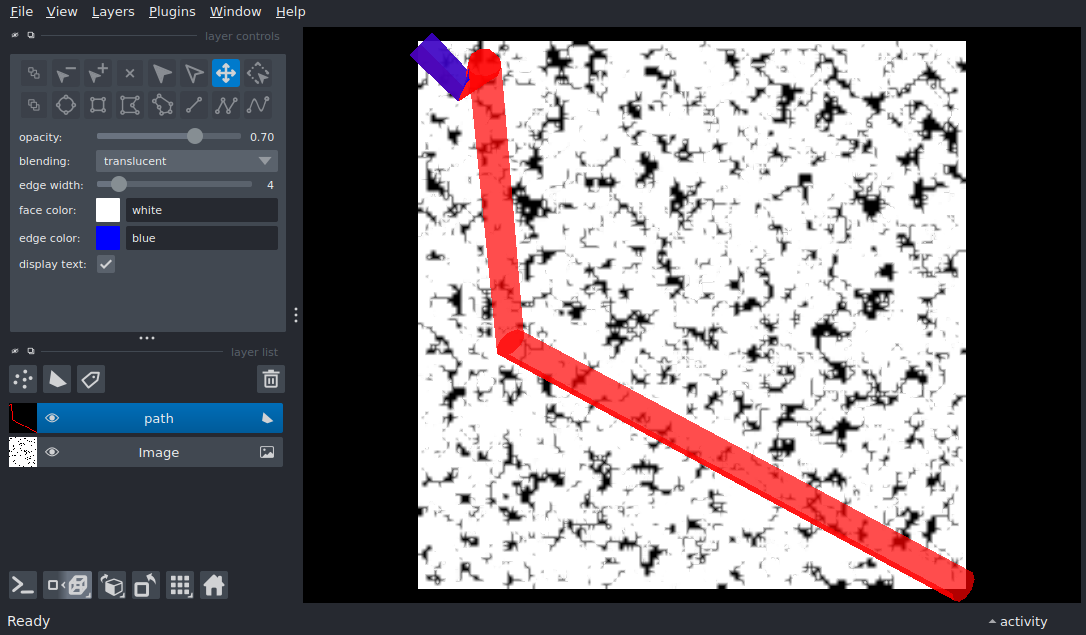 File View Layers Plugins Window Help
layer controls
opacity: 0.70
blending: translucent
edge width: 4
face color: white
edge color: blue
display text:
layer list
path
Image
Ready activity